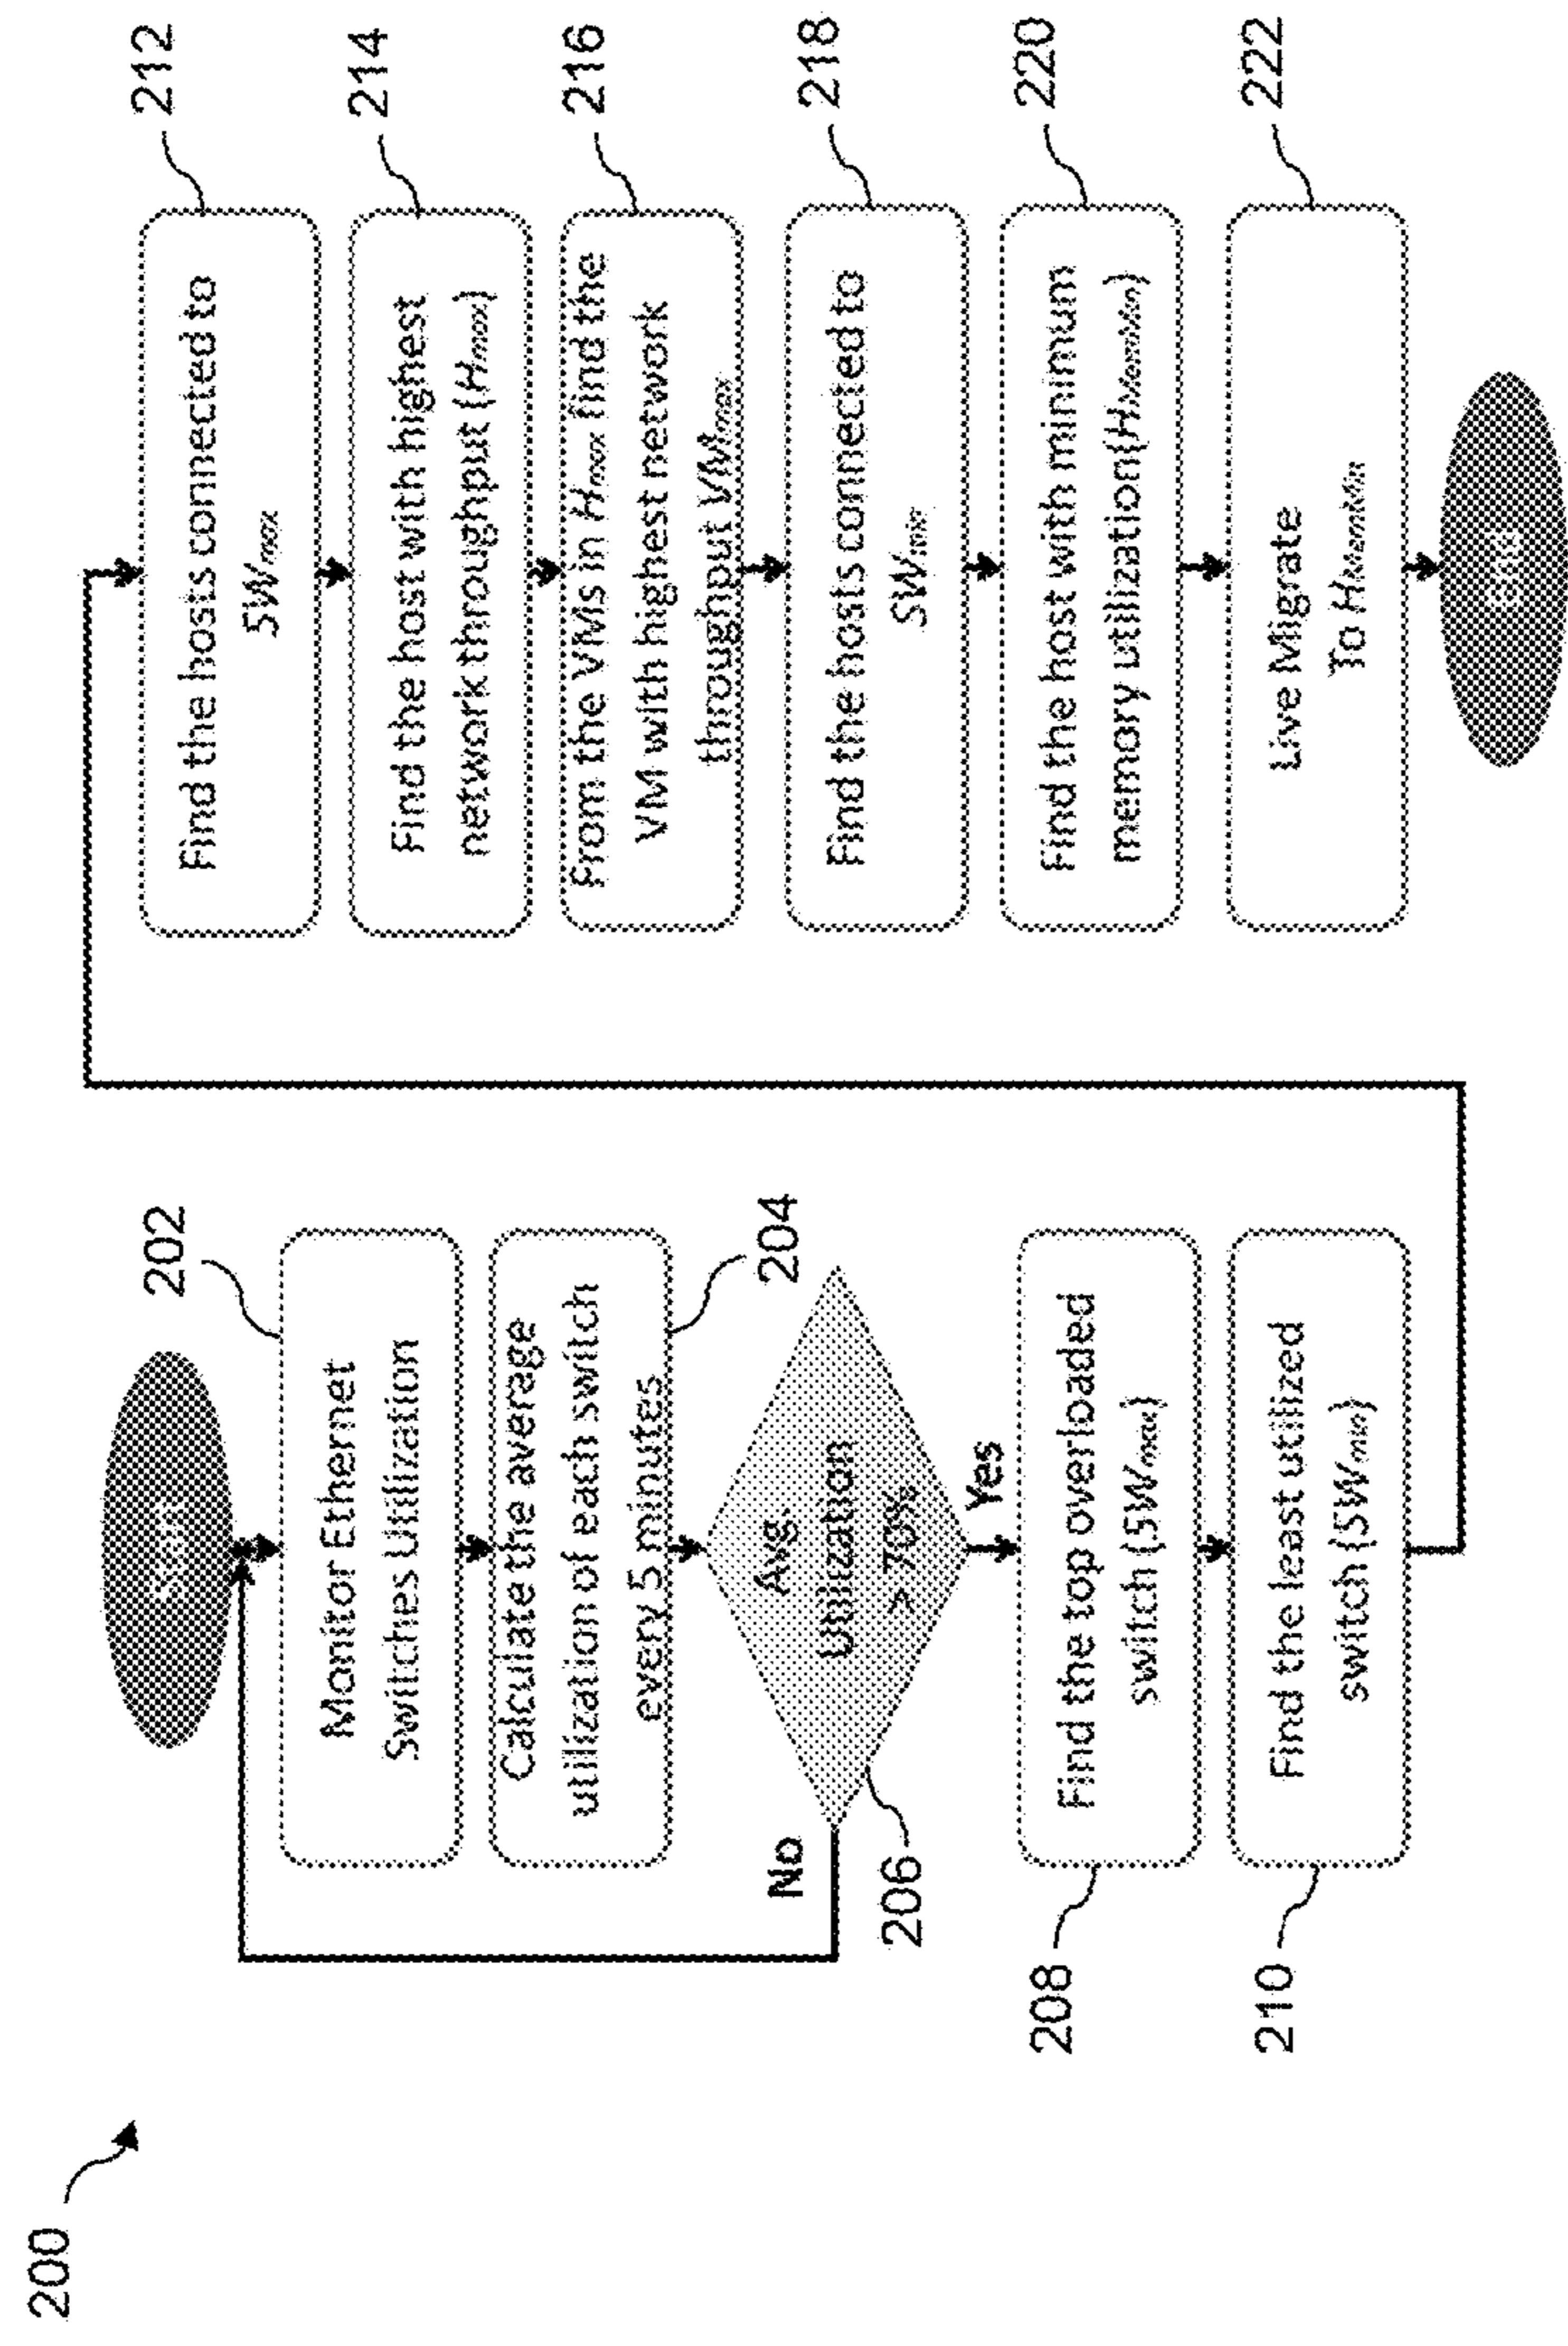 200
Start
202
Monitor Ethernet
Switches Utilization
Calculate the average
utilization of each switch
every 5 minutes
204
Avg
Utilization
> 70%
206
No
Yes
Find the top overloaded
switch (SWmax)
208
Find the least utilized
switch (SWmin)
210
Find the hosts connected to
SWmax
212
Find the host with highest
network throughput (Hmax)
214
From the VMs in Hmax find the
VM with highest network
throughput VMmax
216
Find the hosts connected to
SWmin
218
Find the host with minimum
memory utilization(HMemMin)
220
Live Migrate
To HMemMin
222
End